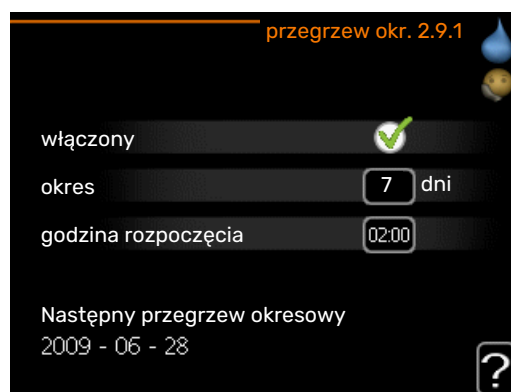 przegrzew okr. 2.9.1
włączony
okres 7 dni
godzina rozpoczęcia 02:00
Następny przegrzew okresowy
2009 - 06 - 28
?